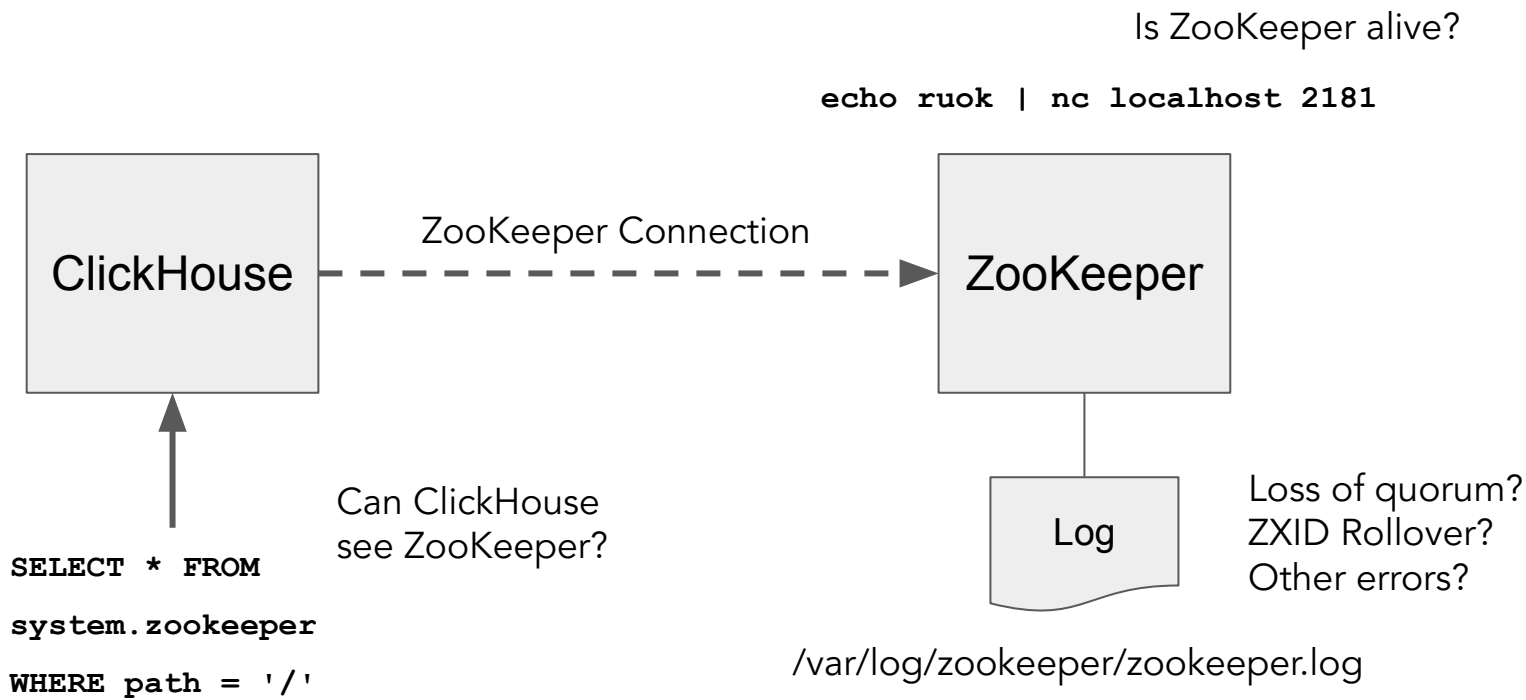 Is ZooKeeper alive?
echo ruok | nc localhost 2181
ClickHouse
ZooKeeper Connection
ZooKeeper
Can ClickHouse
see ZooKeeper?
SELECT * FROM
system.zookeeper
WHERE path = '/'
Log
Loss of quorum?
ZXID Rollover?
Other errors?
/var/log/zookeeper/zookeeper.log